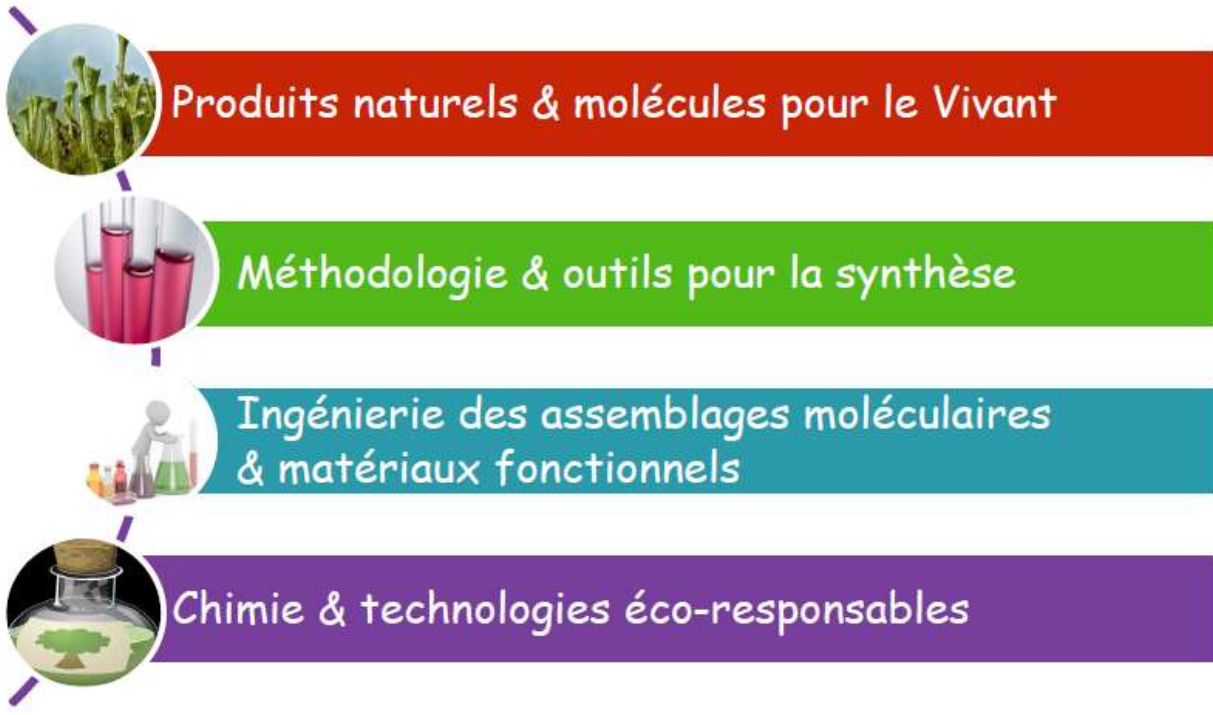 Produits naturels & molécules pour le Vivant
Méthodologie & outils pour la synthèse
Ingénierie des assemblages moléculaires
& matériaux fonctionnels
Chimie & technologies éco-responsables